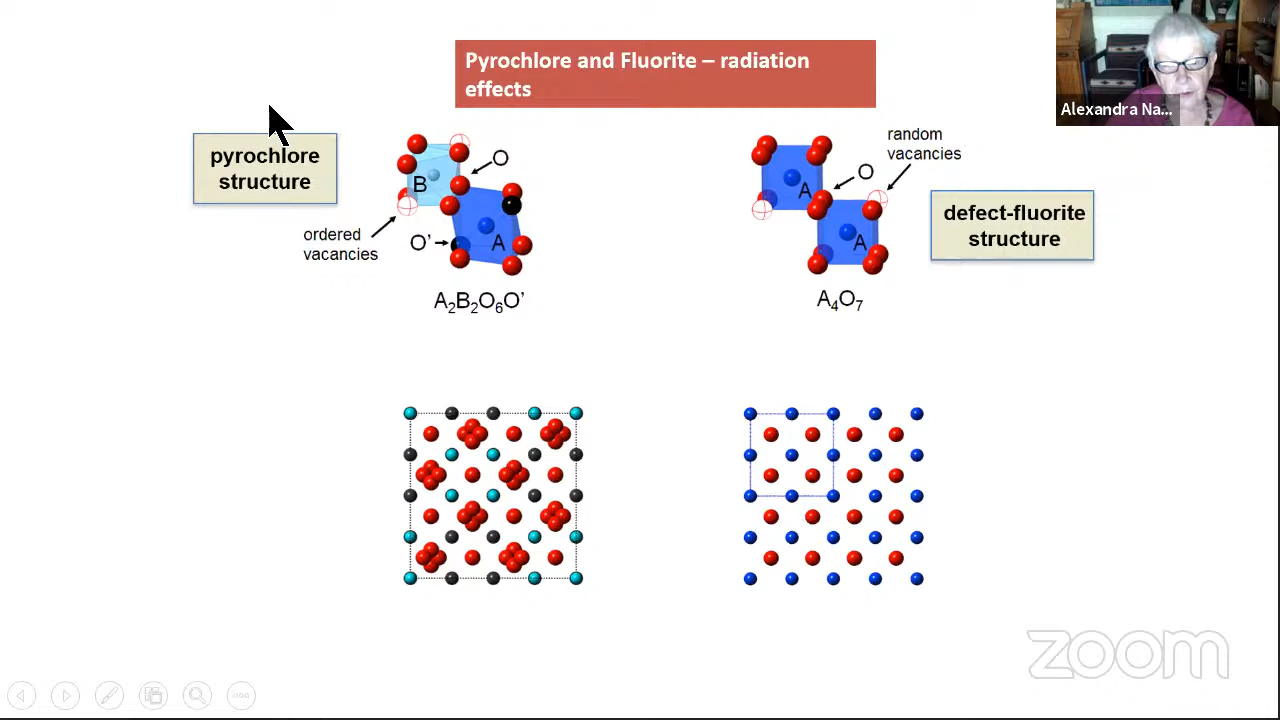 Pyrochlore and Fluorite – radiation
effects
Alexandra Na...
pyrochlore
structure
B
O
ordered
vacancies
O'
A
A₂B₂O₆O'
random
vacancies
A
O
A
defect-fluorite
structure
A₄O₇
zoom